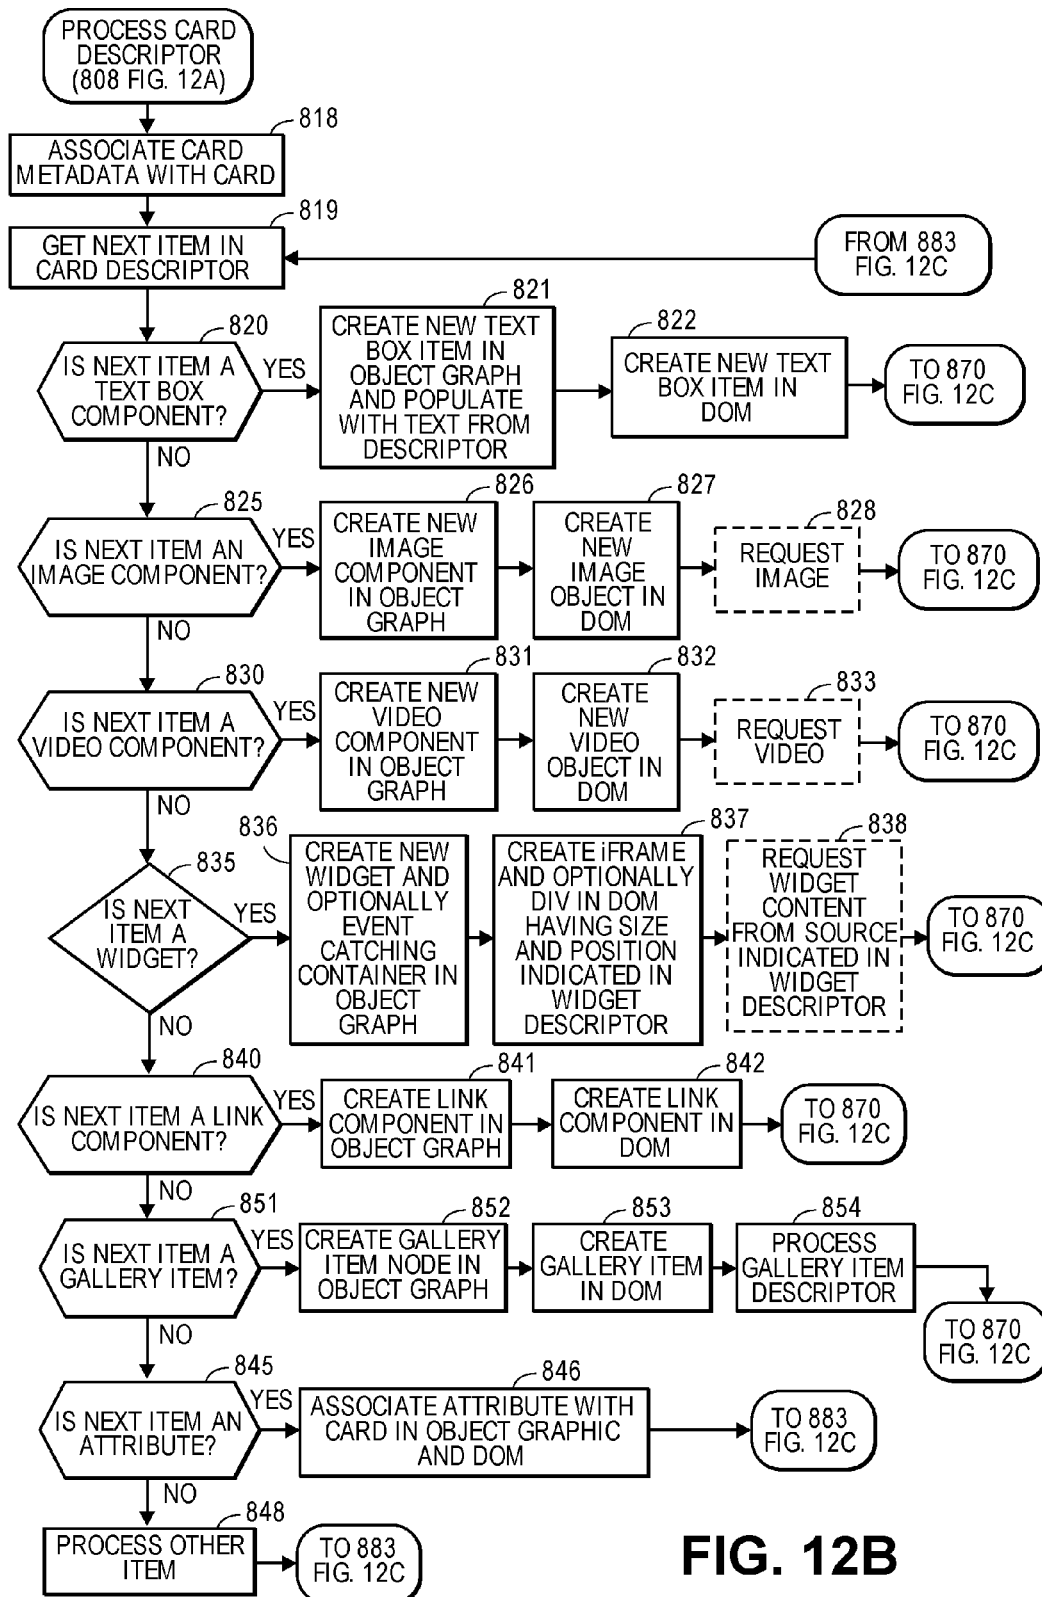 PROCESS CARD
DESCRIPTOR
(808 FIG. 12A)
818
ASSOCIATE CARD
METADATA WITH CARD
819
GET NEXT ITEM IN
CARD DESCRIPTOR
FROM 883
FIG. 12C
820
IS NEXT ITEM A
TEXT BOX
COMPONENT?
YES
821
CREATE NEW TEXT
BOX ITEM IN
OBJECT GRAPH
AND POPULATE
WITH TEXT FROM
DESCRIPTOR
822
CREATE NEW TEXT
BOX ITEM IN
DOM
TO 870
FIG. 12C
NO
825
IS NEXT ITEM AN
IMAGE COMPONENT?
YES
826
CREATE NEW
IMAGE
COMPONENT
IN OBJECT
GRAPH
827
CREATE
NEW
IMAGE
OBJECT IN
DOM
828
REQUEST
IMAGE
TO 870
FIG. 12C
NO
830
IS NEXT ITEM A
VIDEO COMPONENT?
YES
831
CREATE NEW
VIDEO
COMPONENT
IN OBJECT
GRAPH
832
CREATE
NEW
VIDEO
OBJECT IN
DOM
833
REQUEST
VIDEO
TO 870
FIG. 12C
NO
835
IS NEXT
ITEM A
WIDGET?
YES
836
CREATE NEW
WIDGET AND
OPTIONALLY
EVENT
CATCHING
CONTAINER IN
OBJECT
GRAPH
837
CREATE iFRAME
AND OPTIONALLY
DIV IN DOM
HAVING SIZE
AND POSITION
INDICATED IN
WIDGET
DESCRIPTOR
838
REQUEST
WIDGET
CONTENT
FROM SOURCE
INDICATED IN
WIDGET
DESCRIPTOR
TO 870
FIG. 12C
NO
840
IS NEXT ITEM A LINK
COMPONENT?
YES
841
CREATE LINK
COMPONENT IN
OBJECT GRAPH
842
CREATE LINK
COMPONENT IN
DOM
TO 870
FIG. 12C
NO
851
IS NEXT ITEM A
GALLERY ITEM?
YES
852
CREATE GALLERY
ITEM NODE IN
OBJECT GRAPH
853
CREATE
GALLERY ITEM
IN DOM
854
PROCESS
GALLERY ITEM
DESCRIPTOR
TO 870
FIG. 12C
NO
845
IS NEXT ITEM AN
ATTRIBUTE?
YES
846
ASSOCIATE ATTRIBUTE WITH
CARD IN OBJECT GRAPHIC
AND DOM
TO 883
FIG. 12C
NO
848
PROCESS OTHER
ITEM
TO 883
FIG. 12C
FIG. 12B